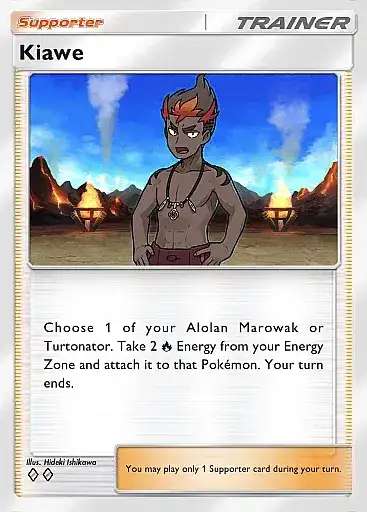 Supporter
TRAINER
Kiawe
Choose 1 of your Alolan Marowak or
Turtonator. Take 2 Energy from your Energy
Zone and attach it to that Pokémon. Your turn
ends.
Illus. Hideki Ishikawa
You may play only 1 Supporter card during your turn.